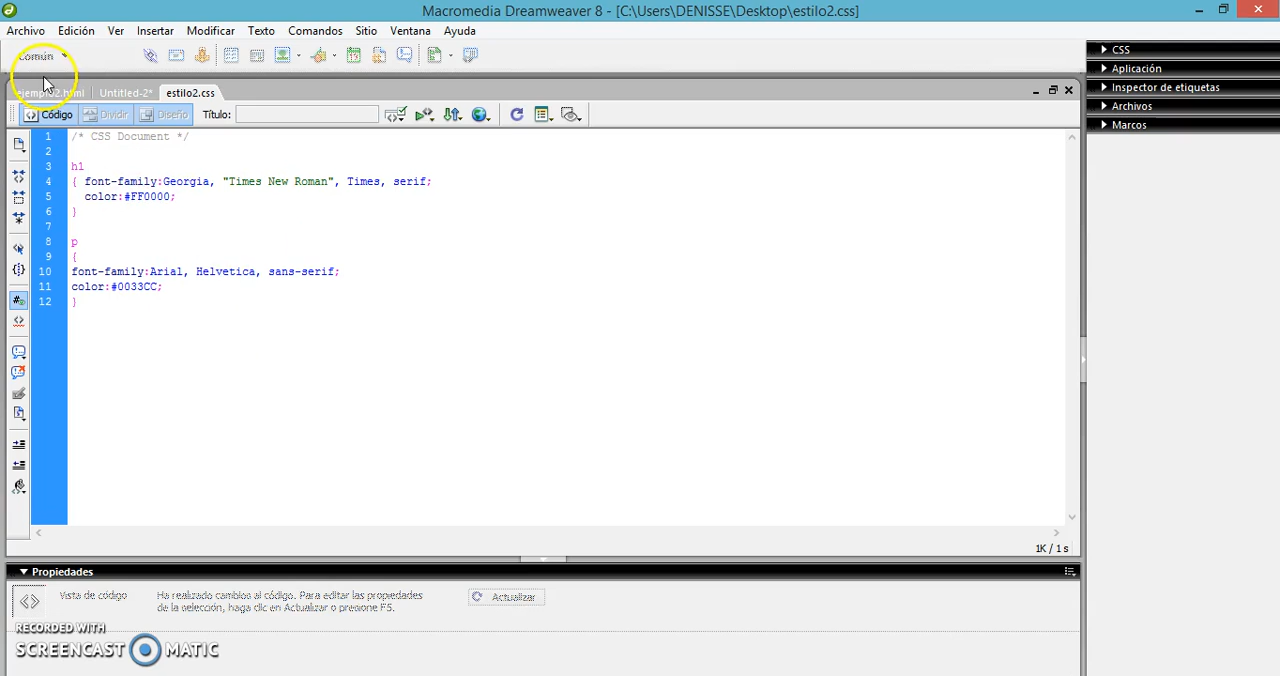 Macromedia Dreamweaver 8 - [C:\Users\DENISSE\Desktop\estilo2.css]
Archivo Edición Ver Insertar Modificar Texto Comandos Sitio Ventana Ayuda
Común
ejemplo2.html Untitled-2* estilo2.css
Código Dividir Diseño Título:
1 /* CSS Document */
2
3 h1
4 { font-family:Georgia, "Times New Roman", Times, serif;
5 color:#FF0000;
6 }
7
8 p
9 {
10 font-family:Arial, Helvetica, sans-serif;
11 color:#0033CC;
12 }
1K / 1 s
CSS
Aplicación
Inspector de etiquetas
Archivos
Marcos
Propiedades
Vista de código
Ha realizado cambios al código. Para editar las propiedades
de la selección, haga clic en Actualizar o presione F5.
Actualizar
RECORDED WITH
SCREENCAST MATIC